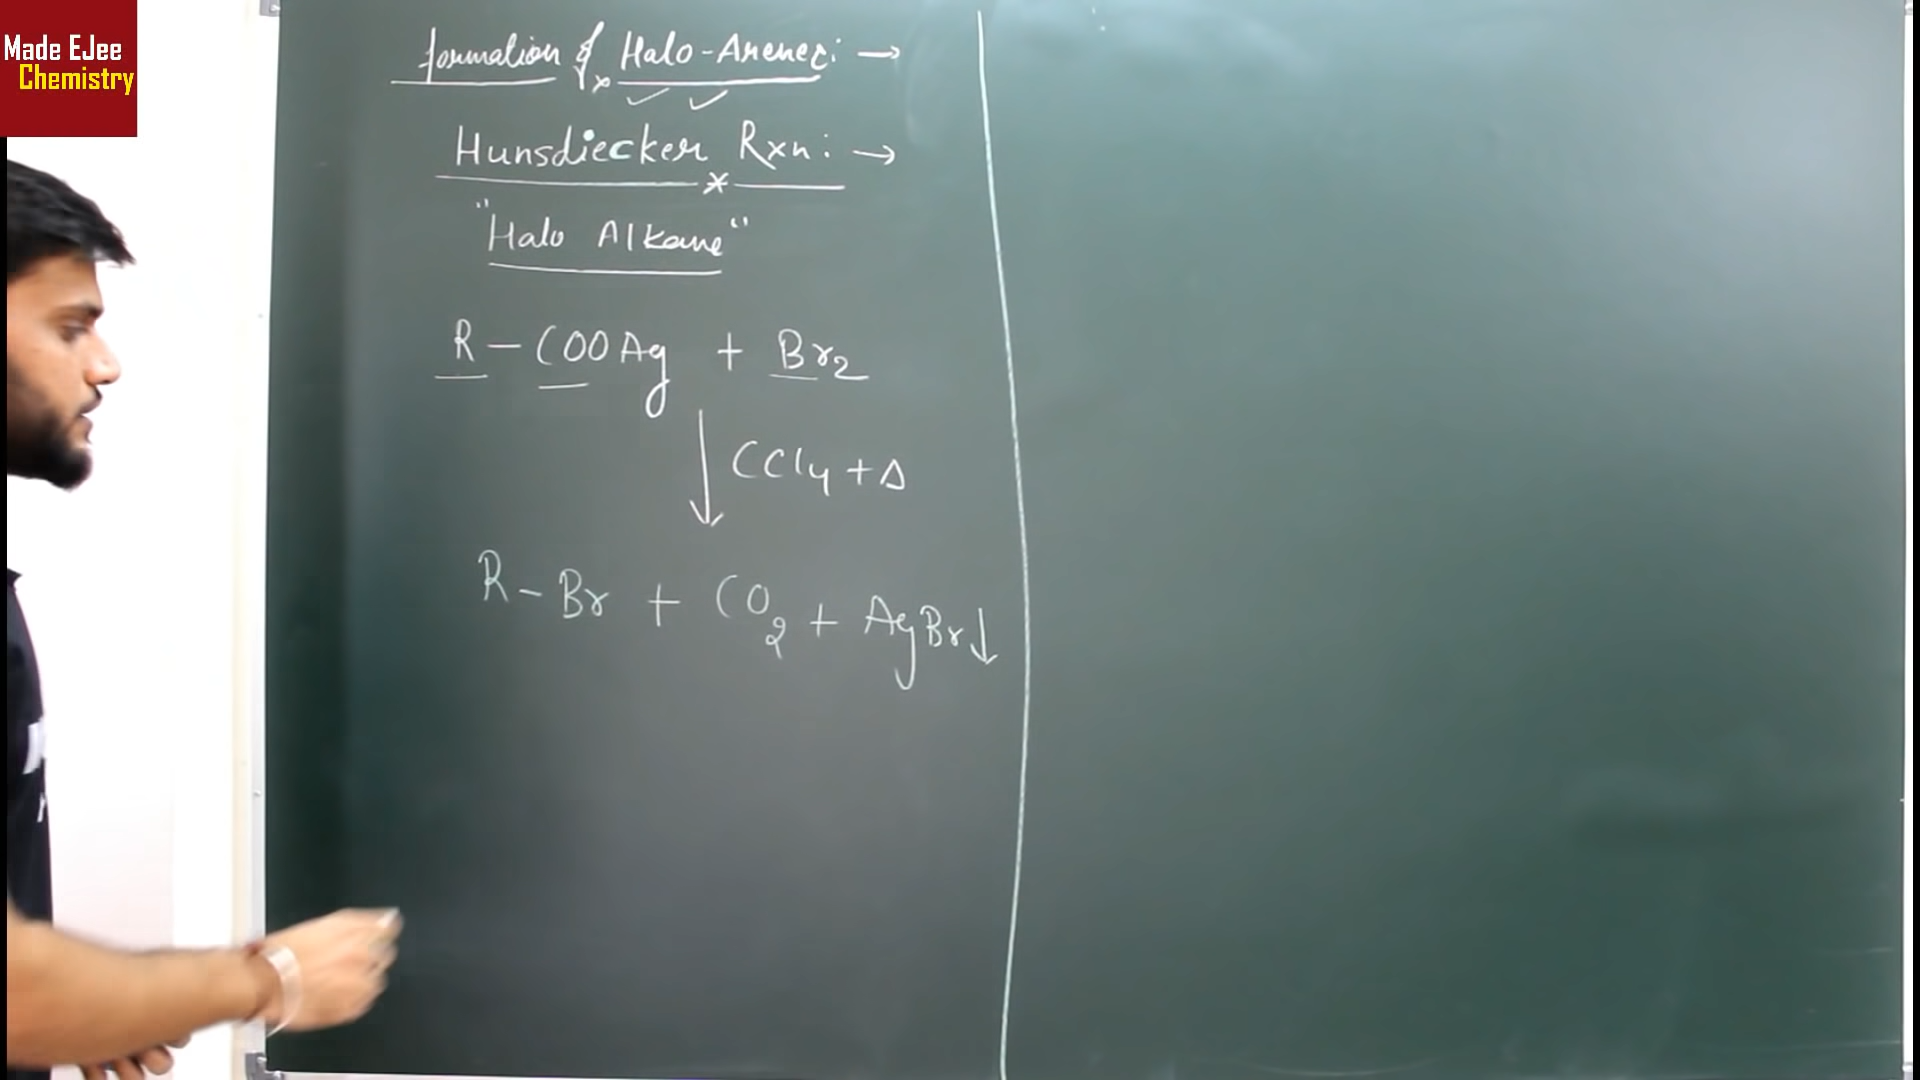 Made EJee
Chemistry
formation of Halo-Arenes: →
Hunsdiecker Rxn: →
"Halo Alkane"
R - COOAg + Br2
↓ CCl4 + Δ
R - Br + CO2 + AgBr↓